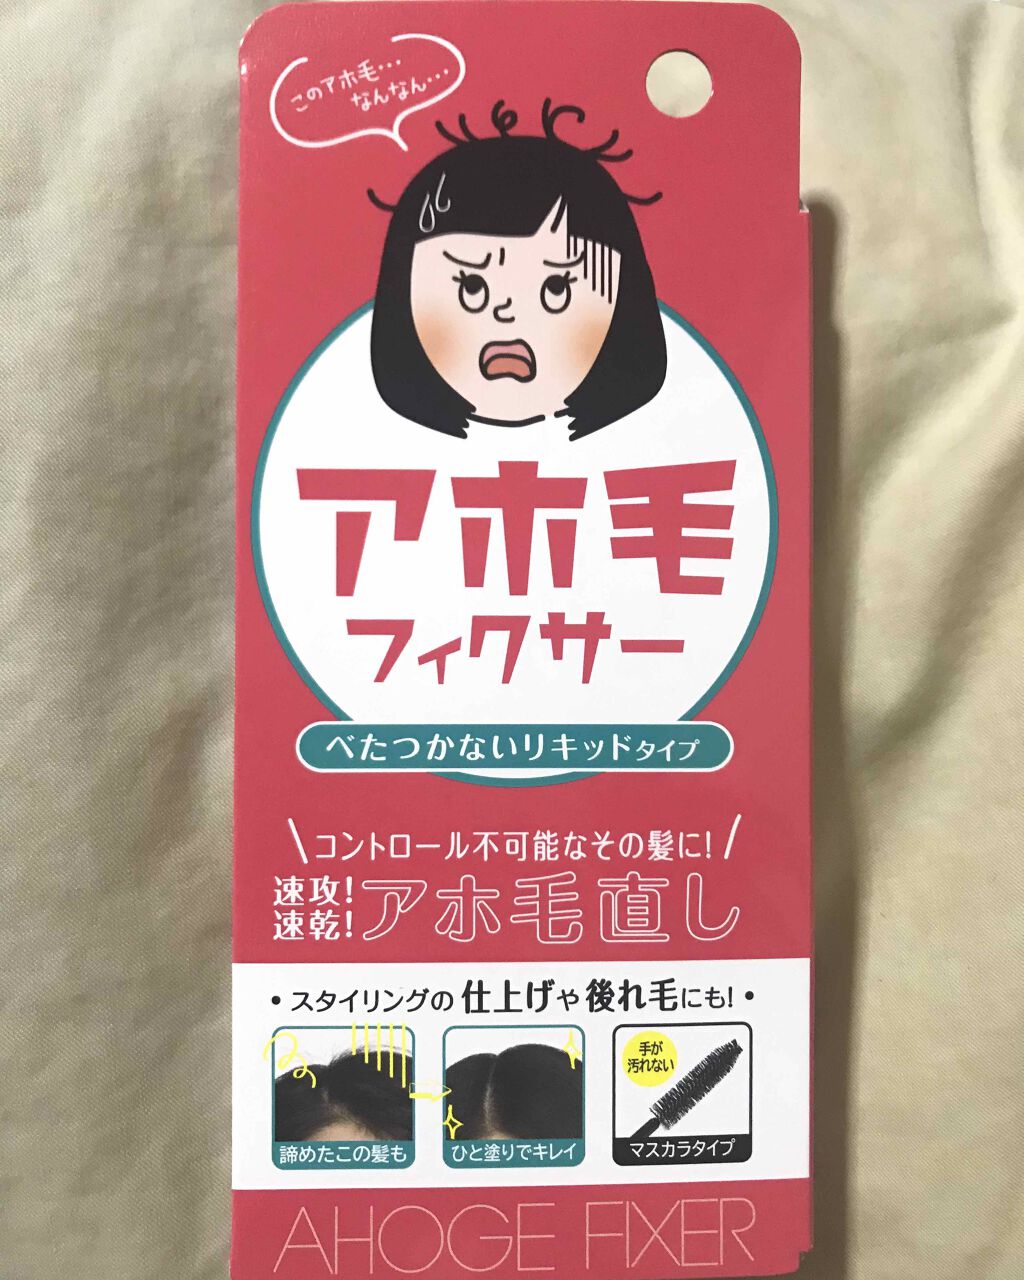 このアホ毛…
なんなん…
アホ毛
フィクサー
べたつかないリキッドタイプ
\コントロール不可能なその髪に!/
速攻!
速乾!
アホ毛直し
•スタイリングの仕上げや後れ毛にも!•
手が
汚れない
諦めたこの髪も
ひと塗りでキレイ
マスカラタイプ
AHOGE FIXER